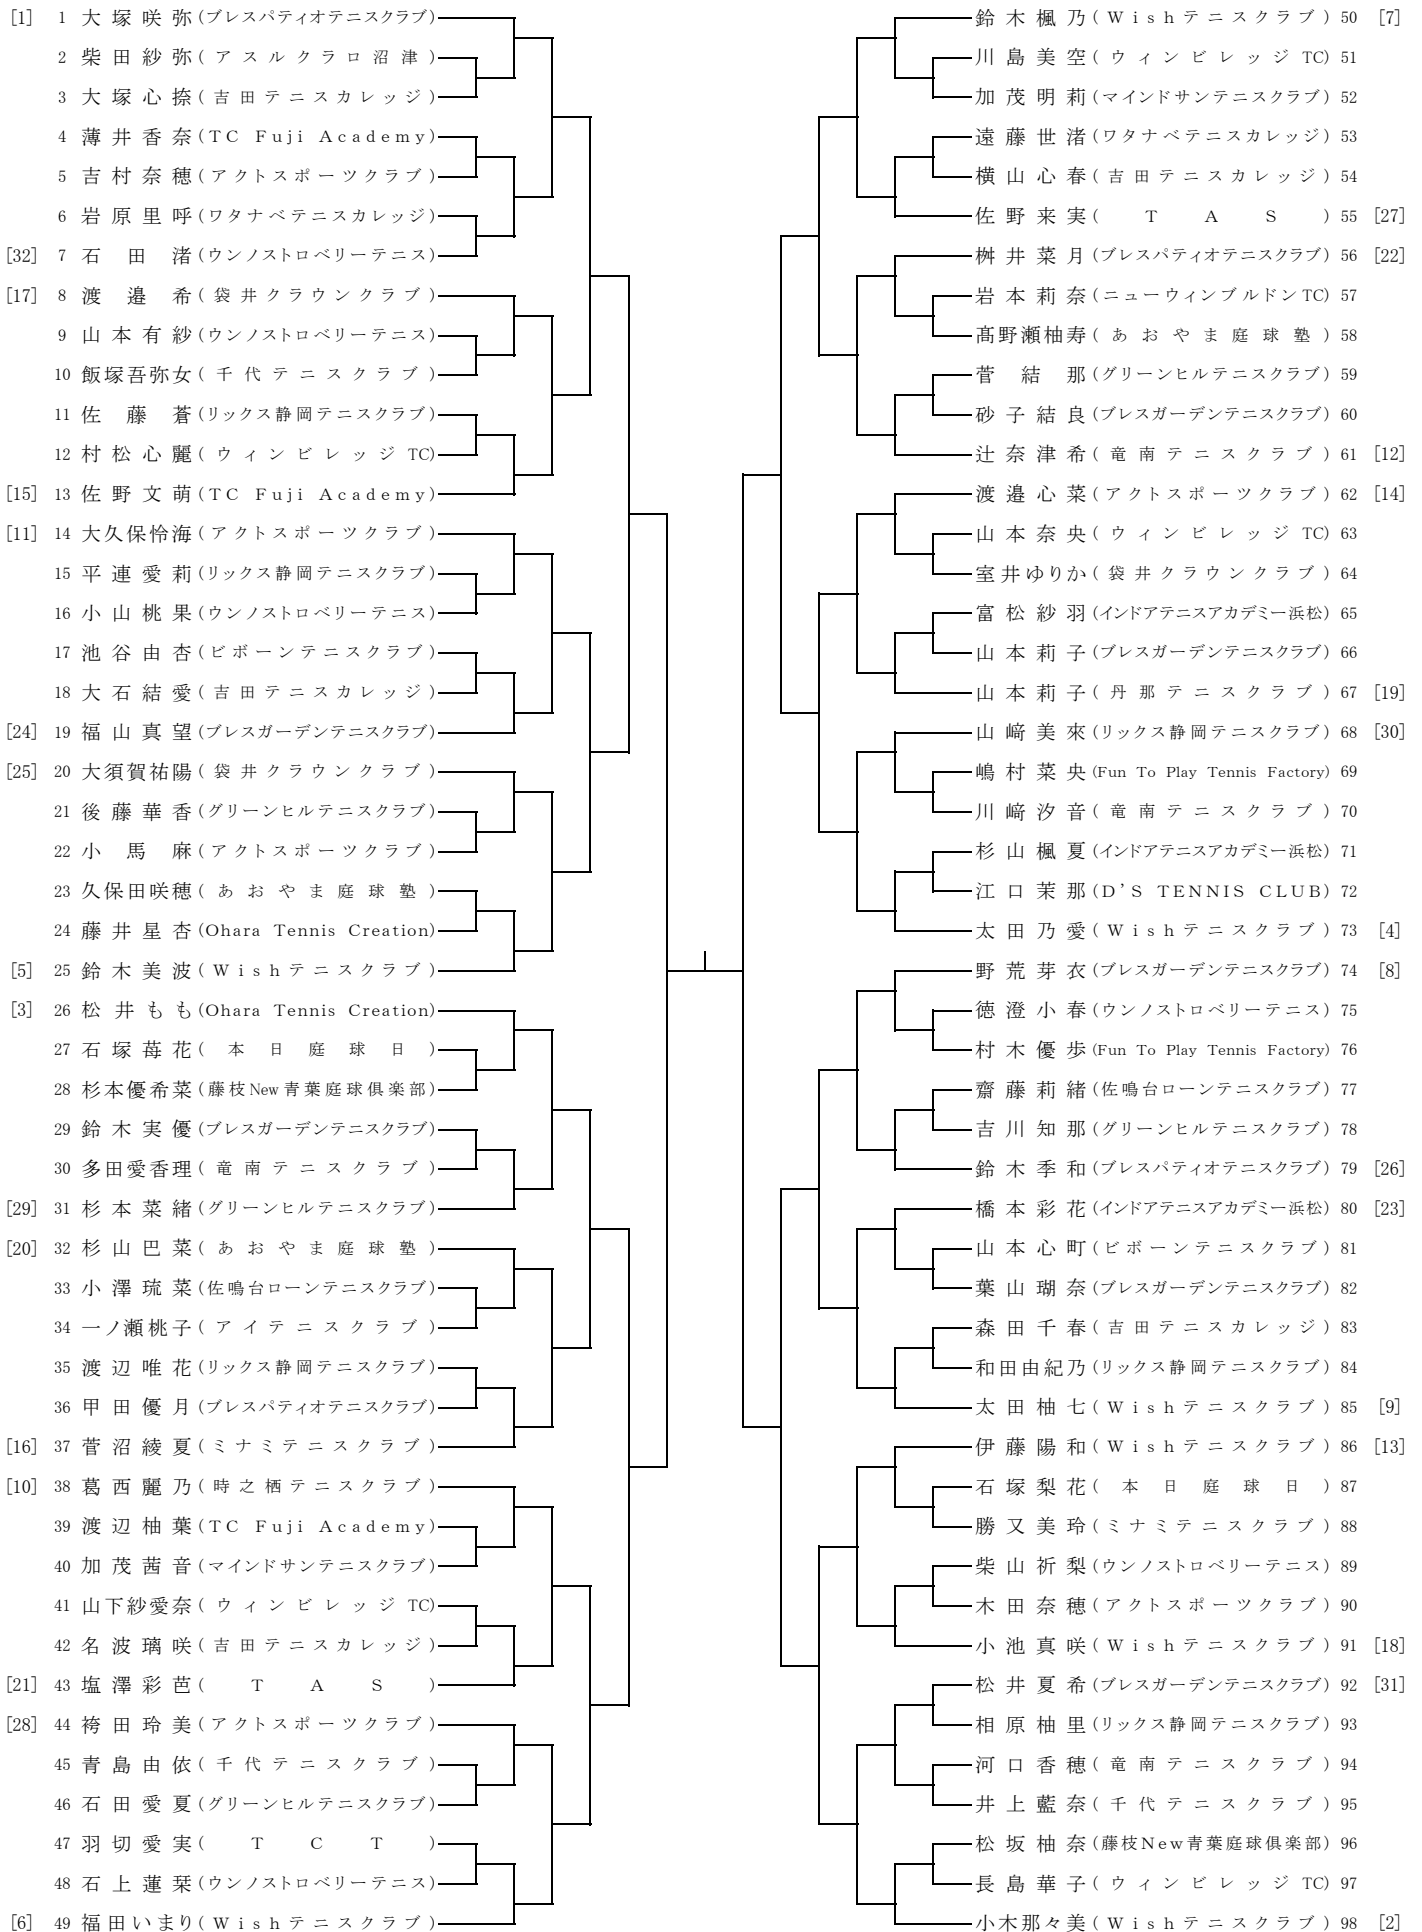 [1] 1 大塚咲弥(ブレスパティオテニスクラブ)
2 柴田紗弥(アスルクラロ沼津)
3 大塚心捺(吉田テニスカレッジ)
4 薄井香奈(TC Fuji Academy)
5 吉村奈穂(アクトスポーツクラブ)
6 岩原里呼(ワタナベテニスカレッジ)
[32] 7 石田渚(ウンノストロベリーテニス)
[17] 8 渡邉希(袋井クラウンクラブ)
9 山本有紗(ウンノストロベリーテニス)
10 飯塚吾弥女(千代テニスクラブ)
11 佐藤蒼(リックス静岡テニスクラブ)
12 村松心麗(ウィンビレッジTC)
[15] 13 佐野文萌(TC Fuji Academy)
[11] 14 大久保怜海(アクトスポーツクラブ)
15 平連愛莉(リックス静岡テニスクラブ)
16 小山桃果(ウンノストロベリーテニス)
17 池谷由杏(ビボーンテニスクラブ)
18 大石結愛(吉田テニスカレッジ)
[24] 19 福山真望(ブレスガーデンテニスクラブ)
[25] 20 大須賀祐陽(袋井クラウンクラブ)
21 後藤華香(グリーンヒルテニスクラブ)
22 小馬麻(アクトスポーツクラブ)
23 久保田咲穂(あおやま庭球塾)
24 藤井星杏(Ohara Tennis Creation)
[5] 25 鈴木美波(Wishテニスクラブ)
[3] 26 松井もも(Ohara Tennis Creation)
27 石塚苺花(本日庭球日)
28 杉本優希菜(藤枝New青葉庭球倶楽部)
29 鈴木実優(ブレスガーデンテニスクラブ)
30 多田愛香理(竜南テニスクラブ)
[29] 31 杉本菜緒(グリーンヒルテニスクラブ)
[20] 32 杉山巴菜(あおやま庭球塾)
33 小澤琉菜(佐鳴台ローンテニスクラブ)
34 一ノ瀬桃子(アイテニスクラブ)
35 渡辺唯花(リックス静岡テニスクラブ)
36 甲田優月(ブレスパティオテニスクラブ)
[16] 37 菅沼綾夏(ミナミテニスクラブ)
[10] 38 葛西麗乃(時之栖テニスクラブ)
39 渡辺柚葉(TC Fuji Academy)
40 加茂茜音(マインドサンテニスクラブ)
41 山下紗愛奈(ウィンビレッジTC)
42 名波璃咲(吉田テニスカレッジ)
[21] 43 塩澤彩芭(TAS)
[28] 44 袴田玲美(アクトスポーツクラブ)
45 青島由依(千代テニスクラブ)
46 石田愛夏(グリーンヒルテニスクラブ)
47 羽切愛実(TCT)
48 石上蓮栞(ウンノストロベリーテニス)
[6] 49 福田いまり(Wishテニスクラブ)
鈴木楓乃(Wishテニスクラブ) 50 [7]
川島美空(ウィンビレッジTC) 51
加茂明莉(マインドサンテニスクラブ) 52
遠藤世渚(ワタナベテニスカレッジ) 53
横山心春(吉田テニスカレッジ) 54
佐野来実(TAS) 55 [27]
桝井菜月(ブレスパティオテニスクラブ) 56 [22]
岩本莉奈(ニューウィンブルドンTC) 57
髙野瀬柚寿(あおやま庭球塾) 58
菅結那(グリーンヒルテニスクラブ) 59
砂子結良(ブレスガーデンテニスクラブ) 60
辻奈津希(竜南テニスクラブ) 61 [12]
渡邉心菜(アクトスポーツクラブ) 62 [14]
山本奈央(ウィンビレッジTC) 63
室井ゆりか(袋井クラウンクラブ) 64
富松紗羽(インドアテニスアカデミー浜松) 65
山本莉子(ブレスガーデンテニスクラブ) 66
山本莉子(丹那テニスクラブ) 67 [19]
山﨑美來(リックス静岡テニスクラブ) 68 [30]
嶋村菜央(Fun To Play Tennis Factory) 69
川﨑汐音(竜南テニスクラブ) 70
杉山楓夏(インドアテニスアカデミー浜松) 71
江口茉那(D'S TENNIS CLUB) 72
太田乃愛(Wishテニスクラブ) 73 [4]
野荒芽衣(ブレスガーデンテニスクラブ) 74 [8]
徳澄小春(ウンノストロベリーテニス) 75
村木優歩(Fun To Play Tennis Factory) 76
齋藤莉緒(佐鳴台ローンテニスクラブ) 77
吉川知那(グリーンヒルテニスクラブ) 78
鈴木季和(ブレスパティオテニスクラブ) 79 [26]
橋本彩花(インドアテニスアカデミー浜松) 80 [23]
山本心町(ビボーンテニスクラブ) 81
葉山瑚奈(ブレスガーデンテニスクラブ) 82
森田千春(吉田テニスカレッジ) 83
和田由紀乃(リックス静岡テニスクラブ) 84
太田柚七(Wishテニスクラブ) 85 [9]
伊藤陽和(Wishテニスクラブ) 86 [13]
石塚梨花(本日庭球日) 87
勝又美玲(ミナミテニスクラブ) 88
柴山祈梨(ウンノストロベリーテニス) 89
木田奈穂(アクトスポーツクラブ) 90
小池真咲(Wishテニスクラブ) 91 [18]
松井夏希(ブレスガーデンテニスクラブ) 92 [31]
相原柚里(リックス静岡テニスクラブ) 93
河口香穂(竜南テニスクラブ) 94
井上藍奈(千代テニスクラブ) 95
松坂柚奈(藤枝New青葉庭球倶楽部) 96
長島華子(ウィンビレッジTC) 97
小木那々美(Wishテニスクラブ) 98 [2]